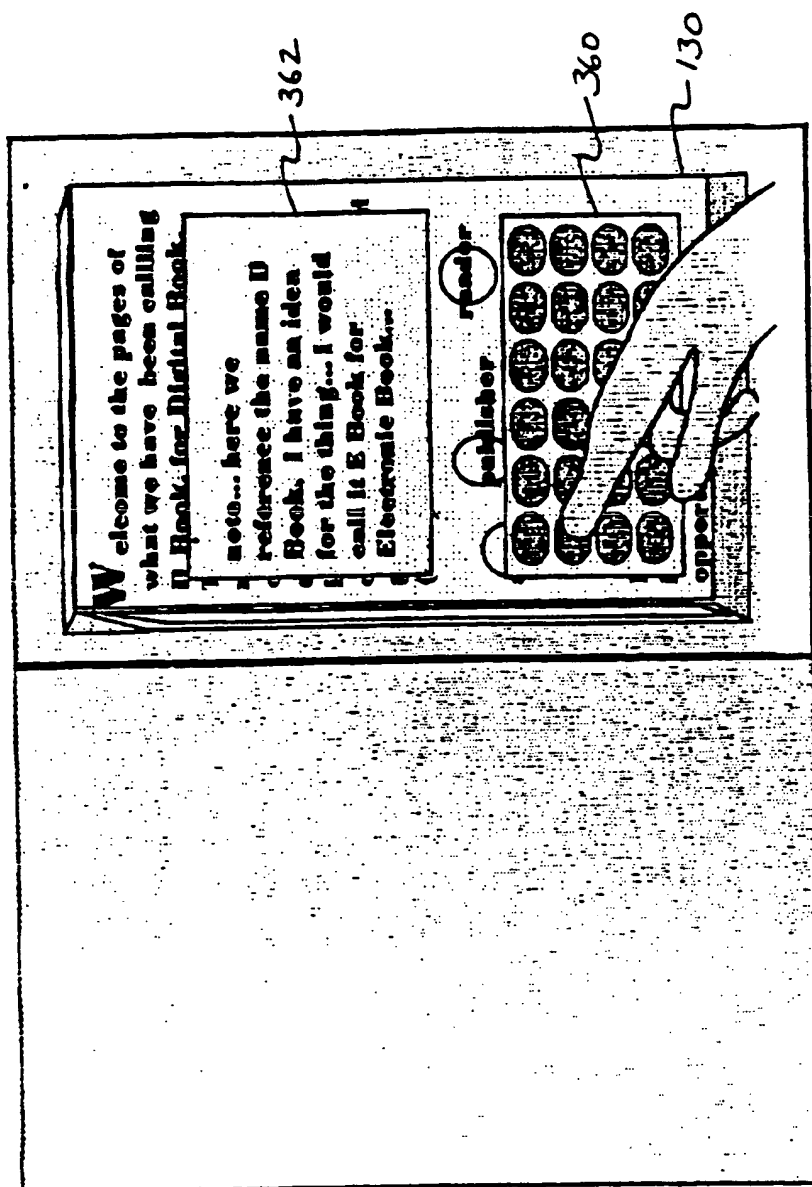 Welcome to the pages of
what we have been callling
D Book, for Digital Book.
note... here we
reference the name D
Book. I have an idea
for the thing... I would
call it E Book for
Electronic Book...
publisher
reader
oppor
362
360
130